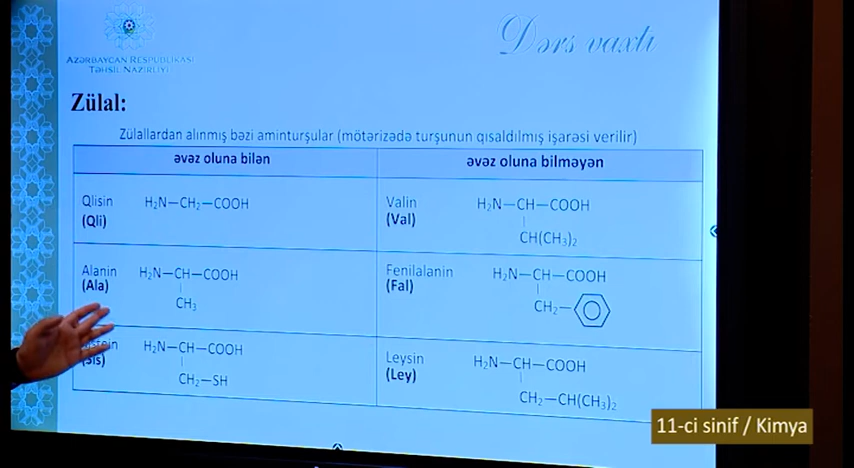 AZƏRBAYCAN RESPUBLİKASI
TƏHSİL NAZİRLİYİ
Dərs vaxtı
Zülal:
Zülallardan alınmış bəzi aminturşular (mötərizədə turşunun qısaldılmış işarəsi verilir)
əvəz oluna bilən
əvəz oluna bilməyən
Qlisin
(Qli)
H₂N—CH₂—COOH
Valin
(Val)
H₂N—CH—COOH
CH(CH₃)₂
Alanin
(Ala)
H₂N—CH—COOH
CH₃
Fenilalanin
(Fal)
H₂N—CH—COOH
CH₂—
(Sis)
H₂N—CH—COOH
CH₂—SH
Leysin
(Ley)
H₂N—CH—COOH
CH₂—CH(CH₃)₂
11-ci sinif / Kimya